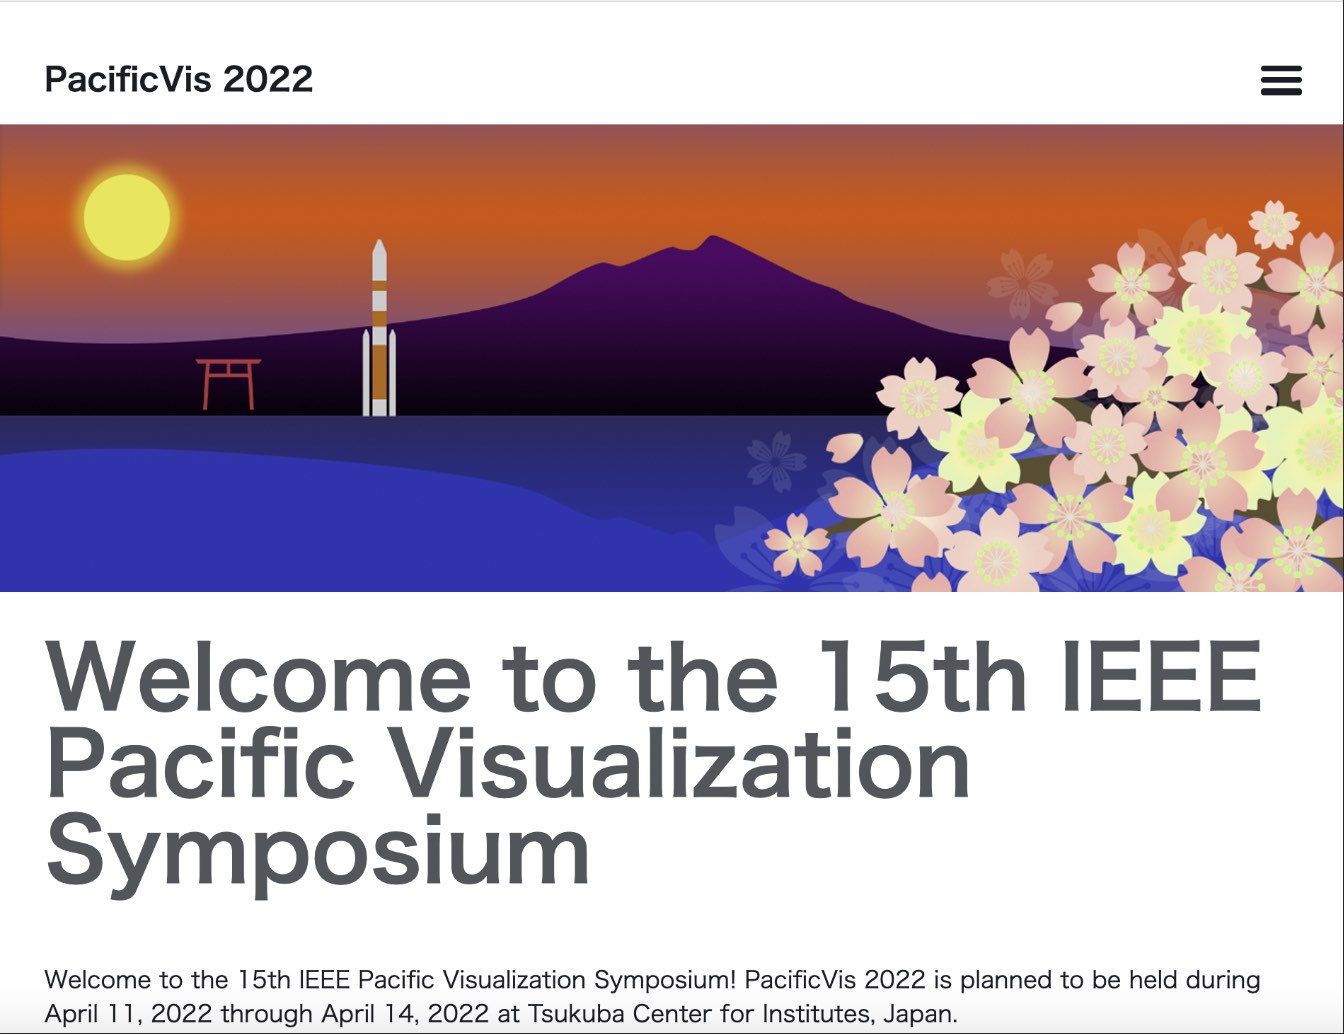 PacificVis 2022
Welcome to the 15th IEEE
Pacific Visualization
Symposium
Welcome to the 15th IEEE Pacific Visualization Symposium! PacificVis 2022 is planned to be held during
April 11, 2022 through April 14, 2022 at Tsukuba Center for Institutes, Japan.